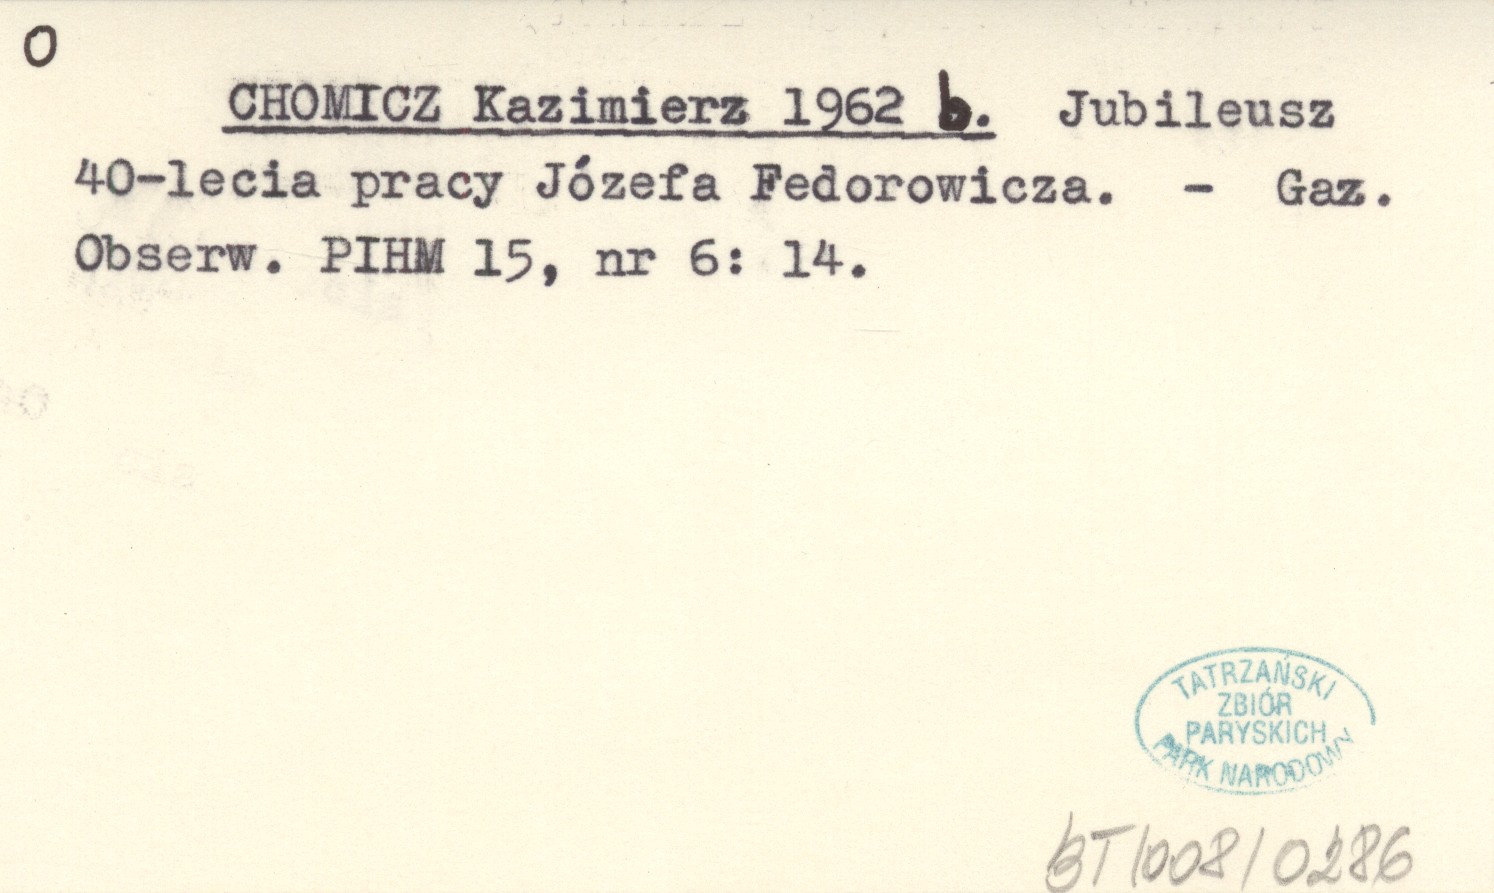 O
CHOMICZ Kazimierz 1962 b. Jubileusz
40-lecia pracy Józefa Fedorowicza. - Gaz.
Obserw. PIHM 15, nr 6: 14.
TATRZAŃSKI
ZBIÓR
PARYSKICH
PARK NARODOWY
BT/008/0286